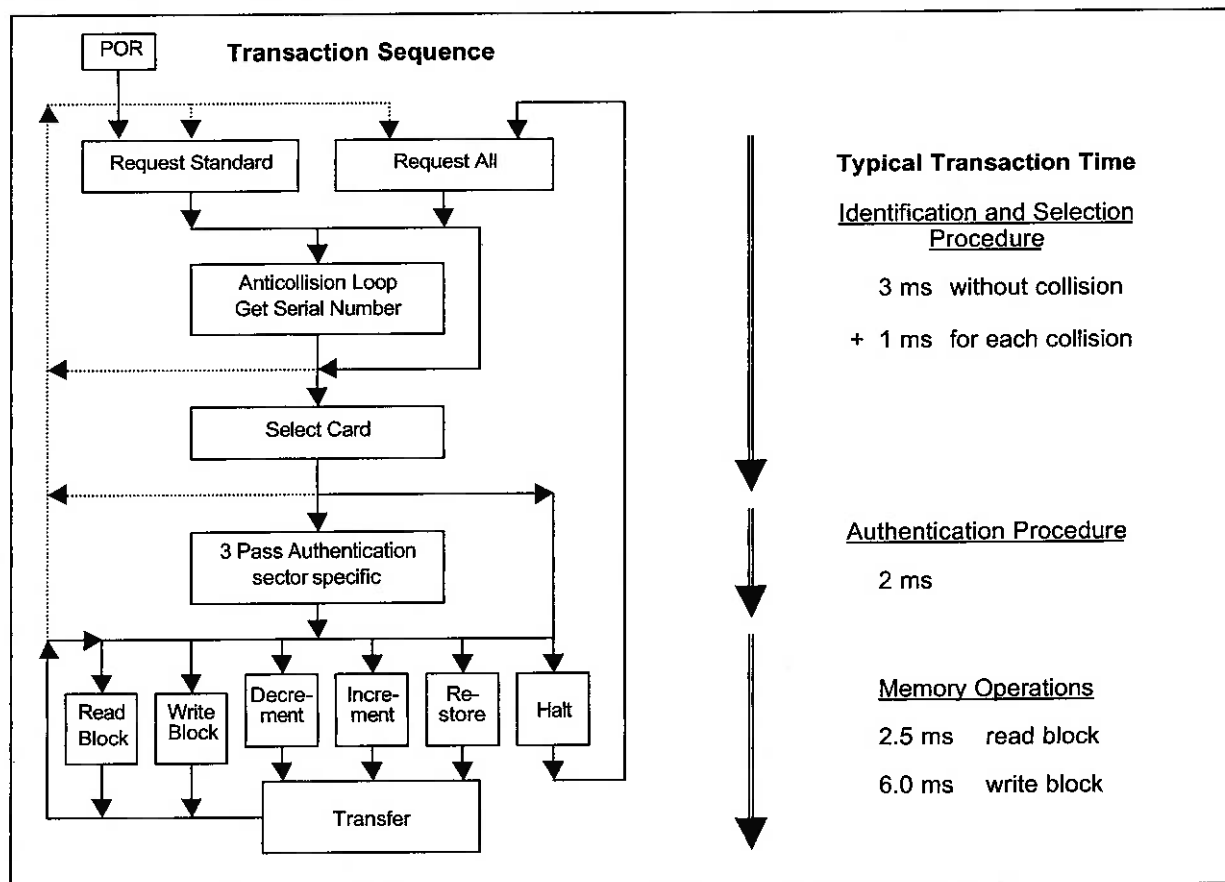 POR
Transaction Sequence
Request Standard
Request All
Anticollision Loop
Get Serial Number
Select Card
3 Pass Authentication
sector specific
Read
Block
Write
Block
Decre-
ment
Incre-
ment
Re-
store
Halt
Transfer
Typical Transaction Time
Identification and Selection
Procedure
3 ms without collision
+ 1 ms for each collision
Authentication Procedure
2 ms
Memory Operations
2.5 ms read block
6.0 ms write block